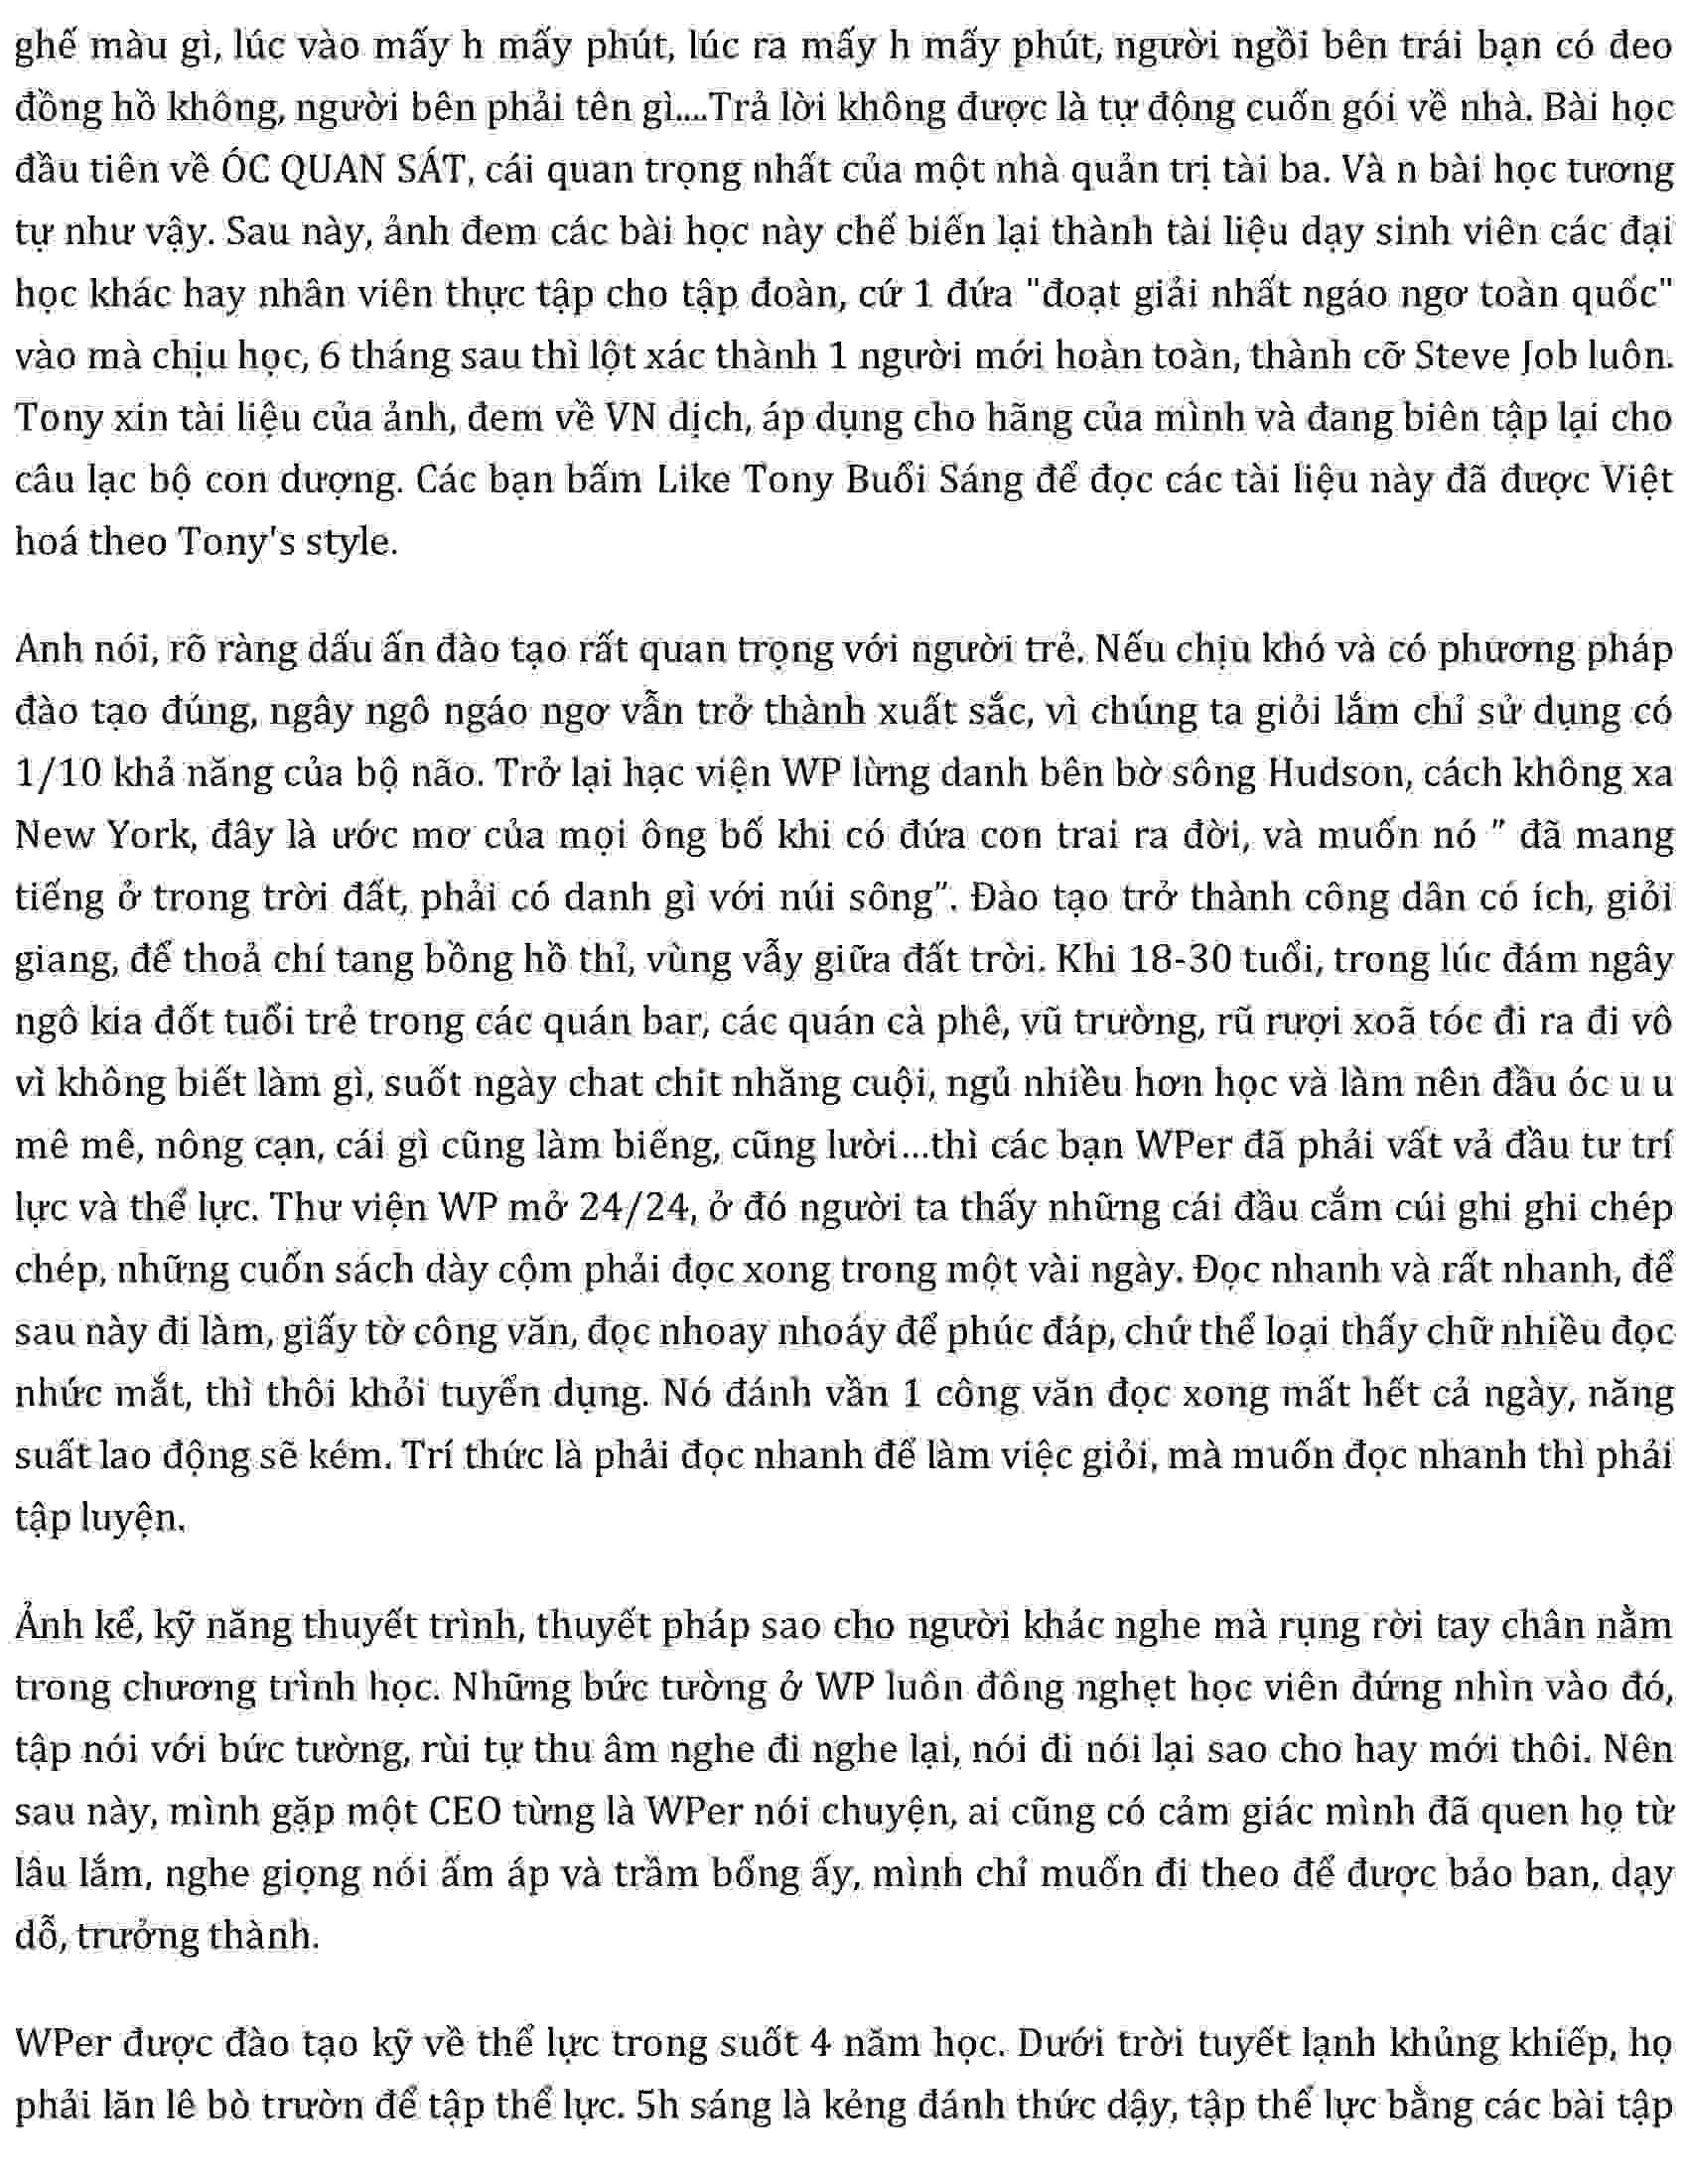 ghế màu gì, lúc vào mấy h mấy phút, lúc ra mấy h mấy phút, người ngồi bên trái bạn có đeo
đồng hồ không, người bên phải tên gì....Trả lời không được là tự động cuốn gói về nhà. Bài học
đầu tiên về ÓC QUAN SÁT, cái quan trọng nhất của một nhà quản trị tài ba. Và n bài học tương
tự như vậy. Sau này, ảnh đem các bài học này chế biến lại thành tài liệu dạy sinh viên các đại
học khác hay nhân viên thực tập cho tập đoàn, cứ 1 đứa "đoạt giải nhất ngáo ngơ toàn quốc"
vào mà chịu học, 6 tháng sau thì lột xác thành 1 người mới hoàn toàn, thành cỡ Steve Job luôn.
Tony xin tài liệu của ảnh, đem về VN dịch, áp dụng cho hãng của mình và đang biên tập lại cho
câu lạc bộ con dượng. Các bạn bấm Like Tony Buổi Sáng để đọc các tài liệu này đã được Việt
hoá theo Tony's style.
Anh nói, rõ ràng dấu ấn đào tạo rất quan trọng với người trẻ. Nếu chịu khó và có phương pháp
đào tạo đúng, ngây ngô ngáo ngơ vẫn trở thành xuất sắc, vì chúng ta giỏi lắm chỉ sử dụng có
1/10 khả năng của bộ não. Trở lại hạc viện WP lừng danh bên bờ sông Hudson, cách không xa
New York, đây là ước mơ của mọi ông bố khi có đứa con trai ra đời, và muốn nó " đã mang
tiếng ở trong trời đất, phải có danh gì với núi sông". Đào tạo trở thành công dân có ích, giỏi
giang, để thoả chí tang bồng hồ thỉ, vùng vẫy giữa đất trời. Khi 18-30 tuổi, trong lúc đám ngây
ngô kia đốt tuổi trẻ trong các quán bar, các quán cà phê, vũ trường, rũ rượi xoã tóc đi ra đi vô
vì không biết làm gì, suốt ngày chat chit nhăng cuội, ngủ nhiều hơn học và làm nên đầu óc u u
mê mê, nông cạn, cái gì cũng làm biếng, cũng lười...thì các bạn WPer đã phải vất vả đầu tư trí
lực và thể lực. Thư viện WP mở 24/24, ở đó người ta thấy những cái đầu cắm cúi ghi ghi chép
chép, những cuốn sách dày cộm phải đọc xong trong một vài ngày. Đọc nhanh và rất nhanh, để
sau này đi làm, giấy tờ công văn, đọc nhoay nhoáy để phúc đáp, chứ thể loại thấy chữ nhiều đọc
nhức mắt, thì thôi khỏi tuyển dụng. Nó đánh vần 1 công văn đọc xong mất hết cả ngày, năng
suất lao động sẽ kém. Trí thức là phải đọc nhanh để làm việc giỏi, mà muốn đọc nhanh thì phải
tập luyện.
Ảnh kể, kỹ năng thuyết trình, thuyết pháp sao cho người khác nghe mà rụng rời tay chân nằm
trong chương trình học. Những bức tường ở WP luôn đông nghẹt học viên đứng nhìn vào đó,
tập nói với bức tường, rùi tự thu âm nghe đi nghe lại, nói đi nói lại sao cho hay mới thôi. Nên
sau này, mình gặp một CEO từng là WPer nói chuyện, ai cũng có cảm giác mình đã quen họ từ
lâu lắm, nghe giọng nói ấm áp và trầm bổng ấy, mình chỉ muốn đi theo để được bảo ban, dạy
dỗ, trưởng thành.
WPer được đào tạo kỹ về thể lực trong suốt 4 năm học. Dưới trời tuyết lạnh khủng khiếp, họ
phải lăn lê bò trườn để tập thể lực. 5h sáng là kẻng đánh thức dậy, tập thể lực bằng các bài tập